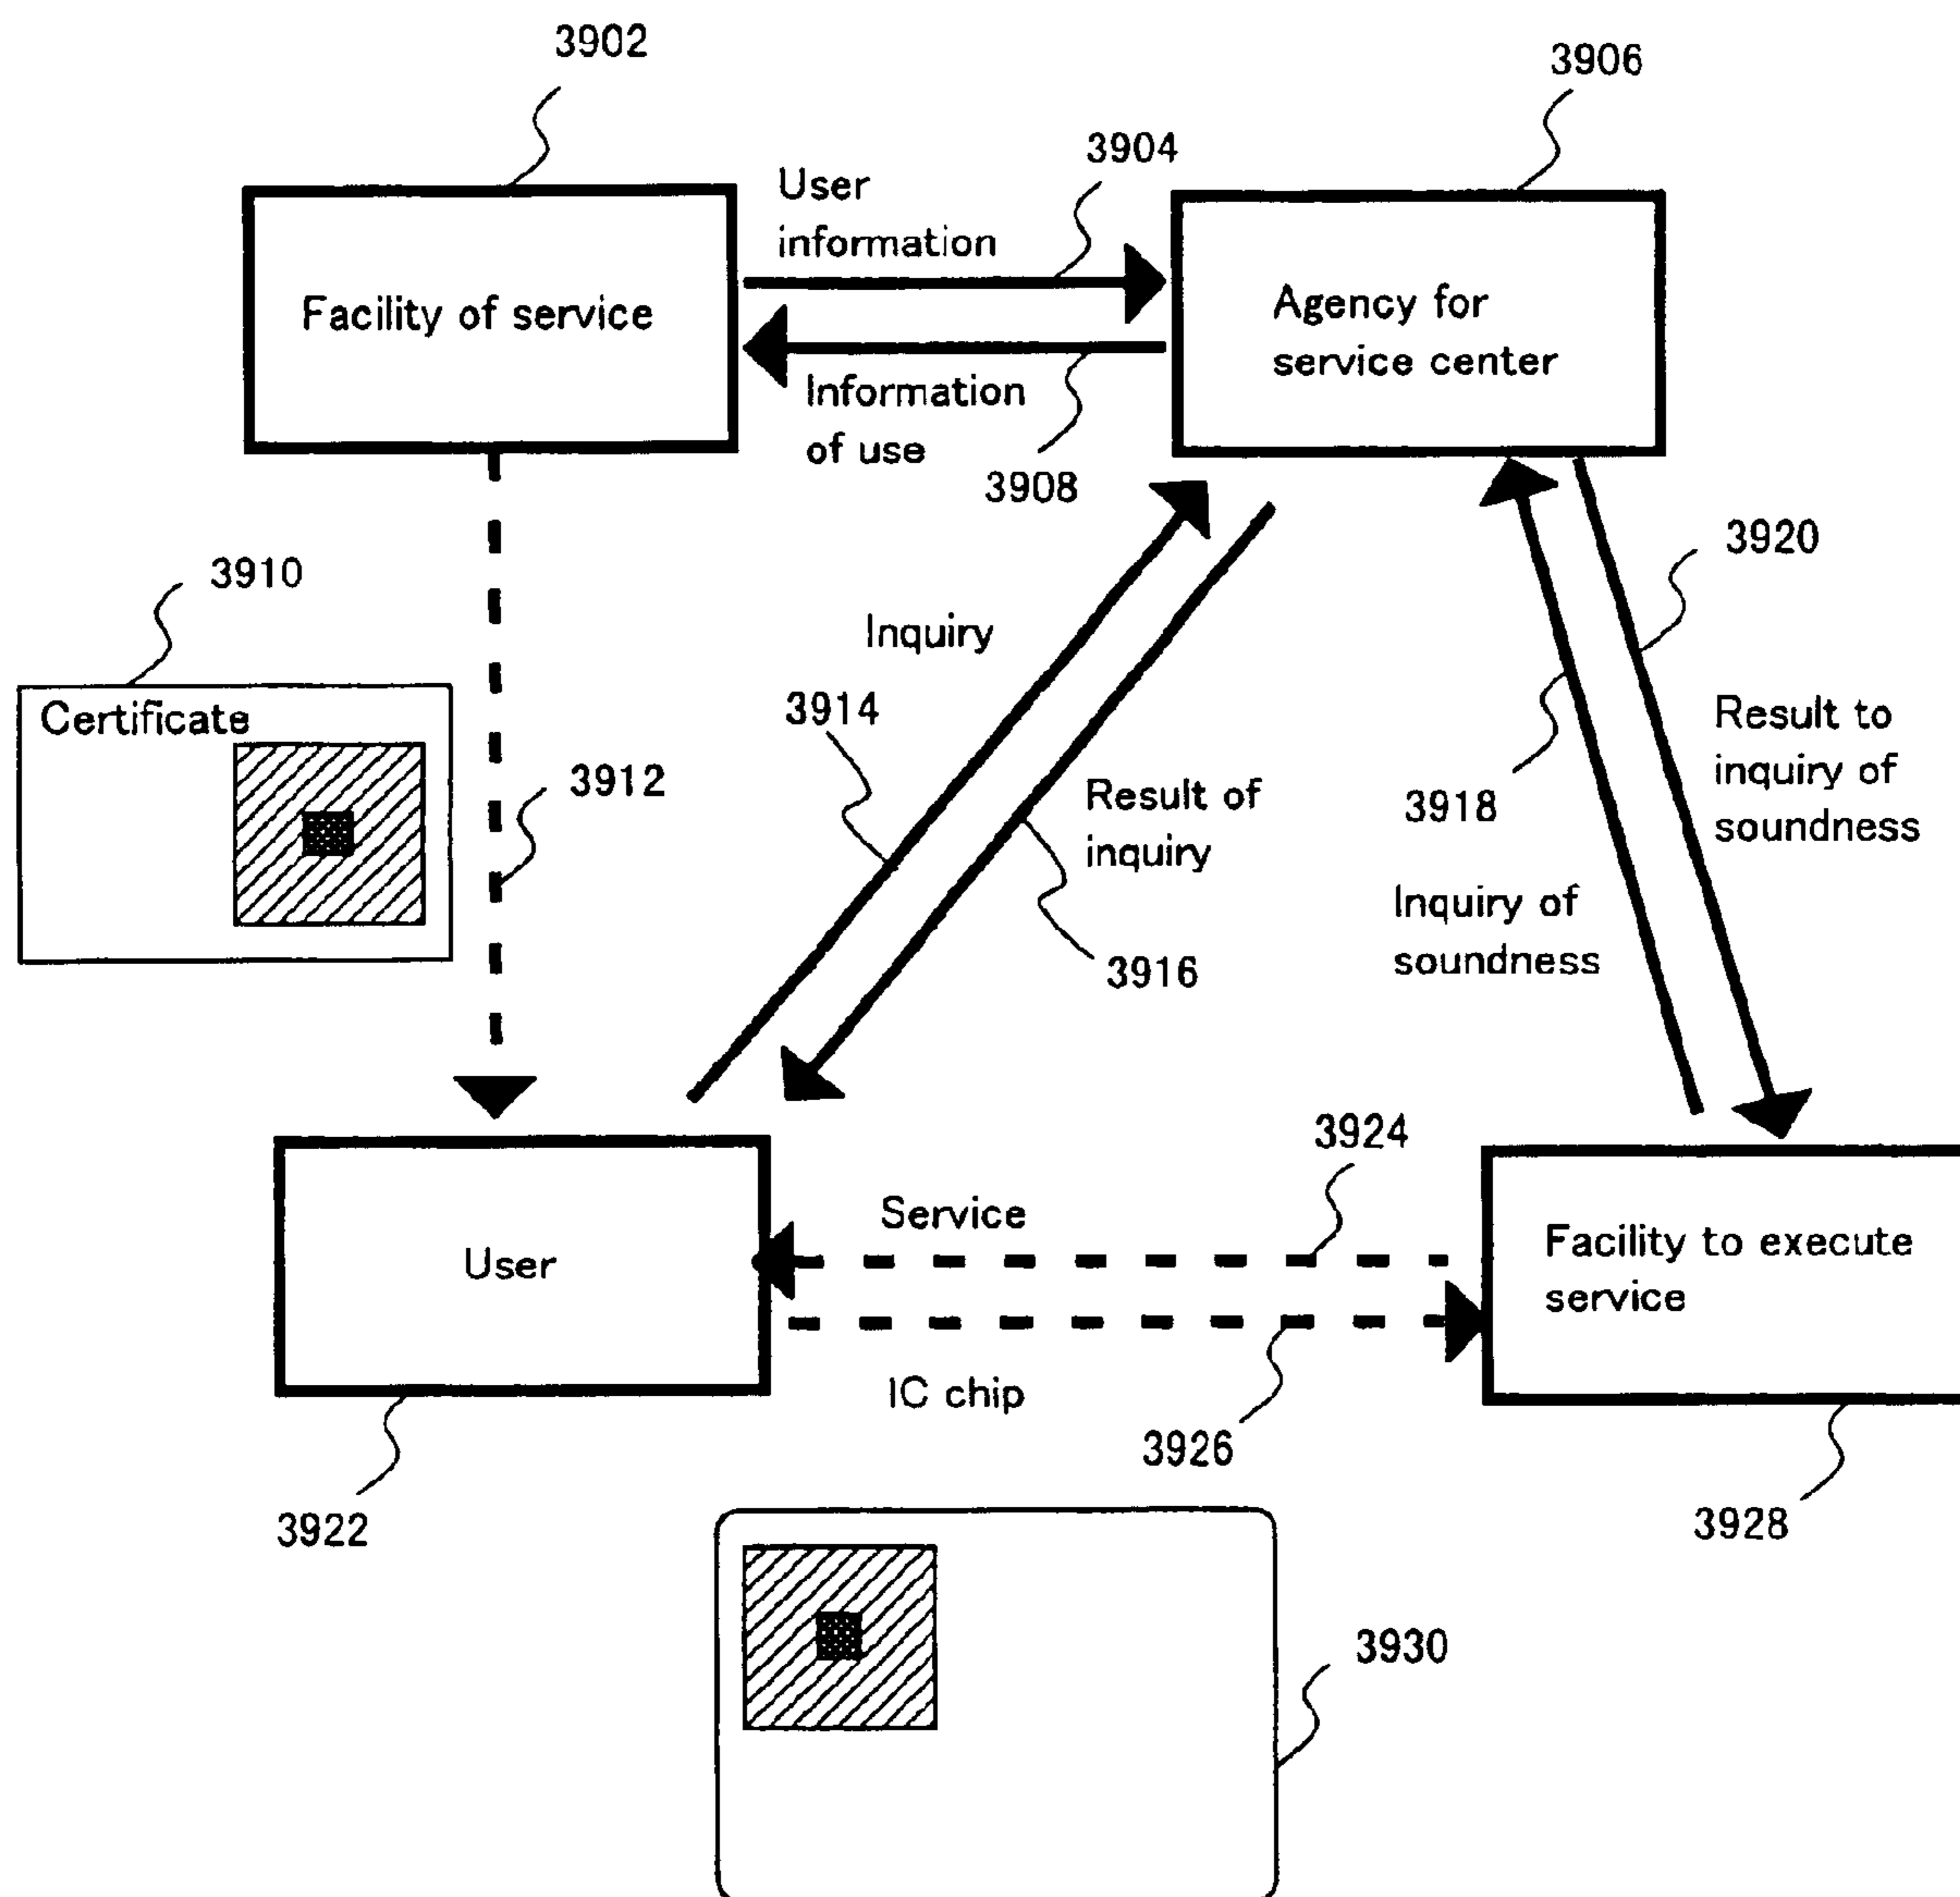 3902
3906
3904
User
information
Facility of service
Agency for
service center
Information
of use
3908
3920
3910
Inquiry
Certificate
3914
3912
Result to
inquiry of
soundness
Result of
inquiry
3918
Inquiry of
soundness
3916
3924
Service
User
Facility to execute
service
IC chip
3926
3922
3928
3930